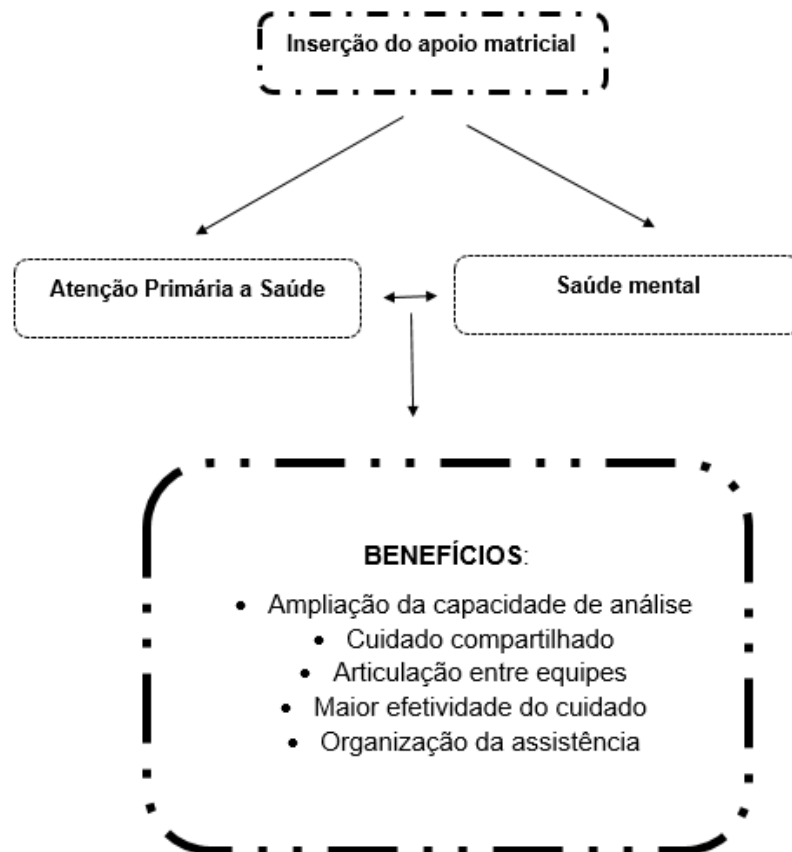 Inserção do apoio matricial
Atenção Primária a Saúde
Saúde mental
BENEFÍCIOS:
• Ampliação da capacidade de análise
• Cuidado compartilhado
• Articulação entre equipes
• Maior efetividade do cuidado
• Organização da assistência